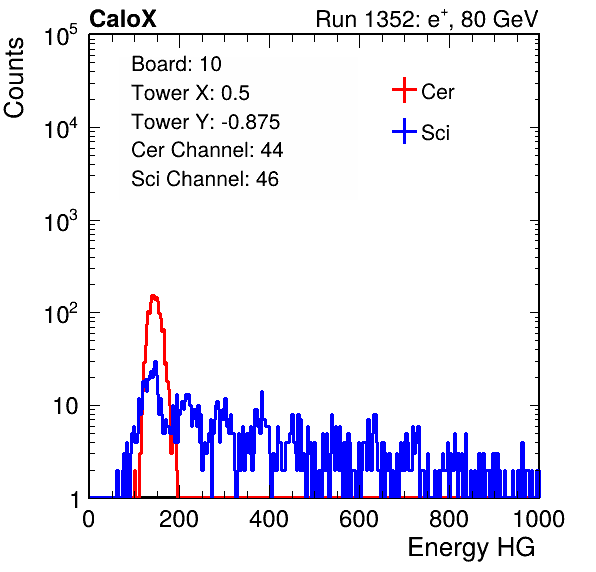 CaloX Run 1352: e+, 80 GeV
Board: 10
Tower X: 0.5
Tower Y: -0.875
Cer Channel: 44
Sci Channel: 46
Cer
Sci
Counts
10^5
10^4
10^3
10^2
10
1
0 200 400 600 800 1000
Energy HG